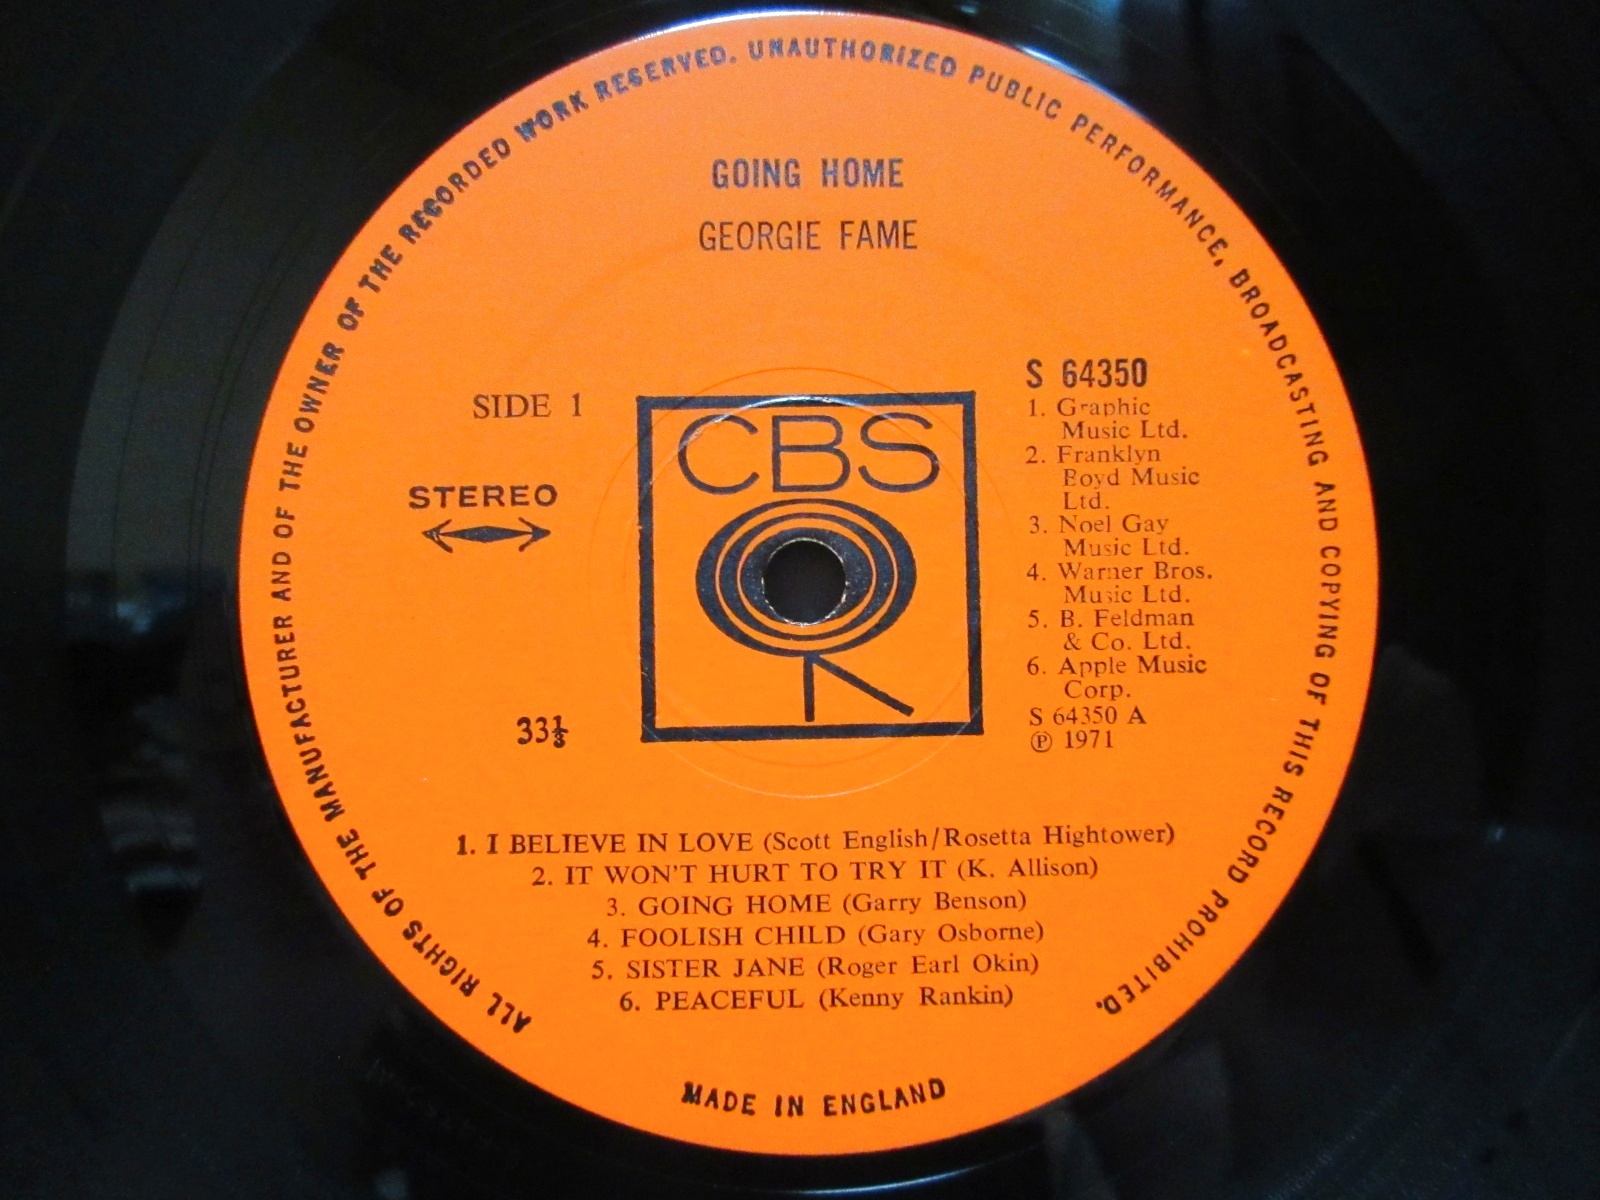 ALL RIGHTS OF THE MANUFACTURER AND OF THE OWNER OF THE RECORDED WORK RESERVED. UNAUTHORIZED PUBLIC PERFORMANCE, BROADCASTING AND COPYING OF THIS RECORD PROHIBITED.
GOING HOME
GEORGIE FAME
SIDE 1
STEREO
33⅓
CBS
S 64350
1. Graphic
Music Ltd.
2. Franklyn
Boyd Music
Ltd.
3. Noel Gay
Music Ltd.
4. Warner Bros.
Music Ltd.
5. B. Feldman
& Co. Ltd.
6. Apple Music
Corp.
S 64350 A
℗ 1971
1. I BELIEVE IN LOVE (Scott English/Rosetta Hightower)
2. IT WON'T HURT TO TRY IT (K. Allison)
3. GOING HOME (Garry Benson)
4. FOOLISH CHILD (Gary Osborne)
5. SISTER JANE (Roger Earl Okin)
6. PEACEFUL (Kenny Rankin)
MADE IN ENGLAND